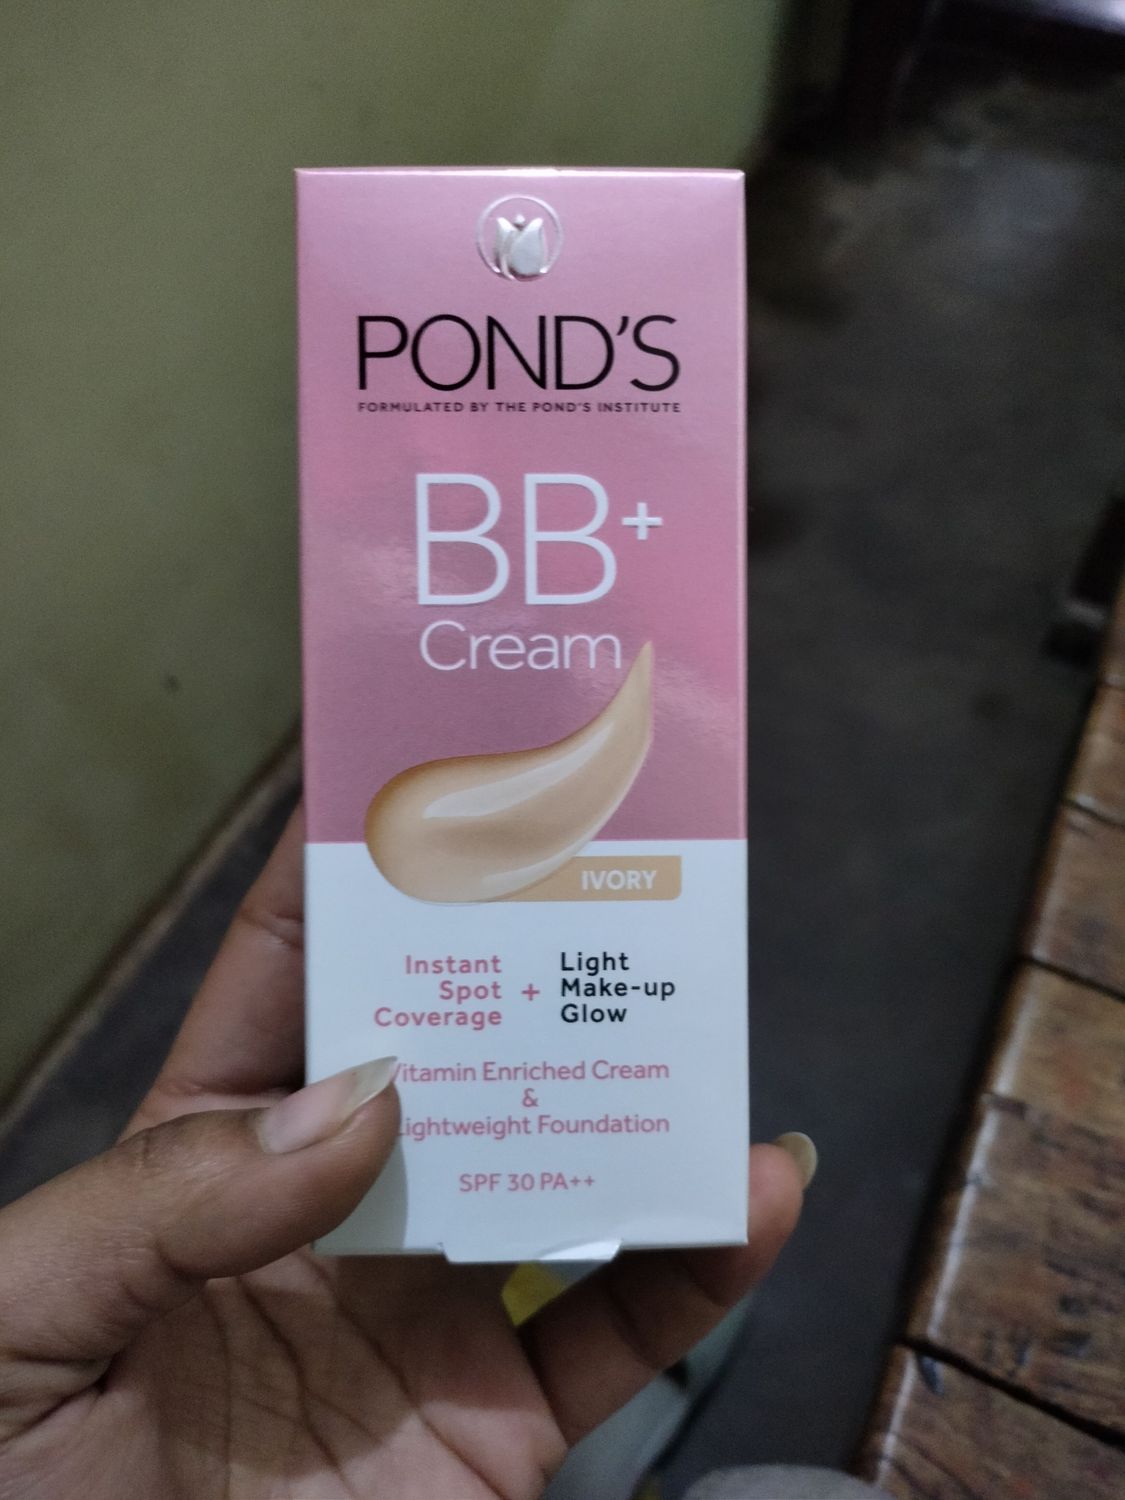 POND'S
FORMULATED BY THE POND'S INSTITUTE
BB+
Cream
IVORY
Instant
Spot
Coverage
+
Light
Make-up
Glow
Vitamin Enriched Cream
&
Lightweight Foundation
SPF 30 PA++